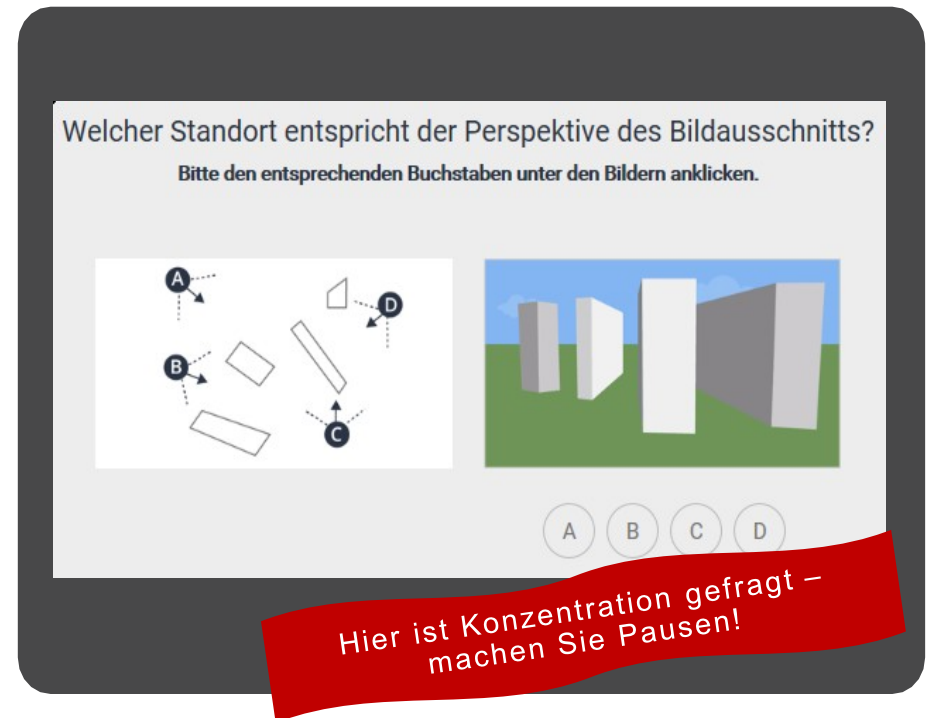 Welcher Standort entspricht der Perspektive des Bildausschnitts?
Bitte den entsprechenden Buchstaben unter den Bildern anklicken.
A
D
B
C
A B C D
Hier ist Konzentration gefragt –
machen Sie Pausen!